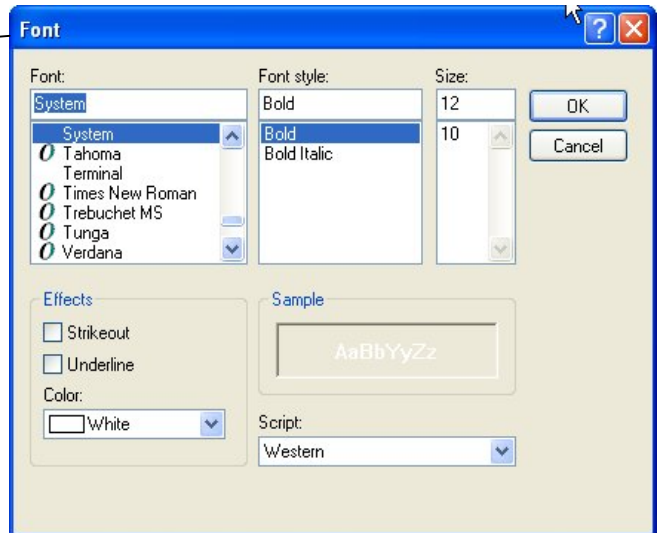 Font
Font: Font style: Size:
System Bold 12 OK
System Bold 10 Cancel
O Tahoma Bold Italic
Terminal
O Times New Roman
O Trebuchet MS
O Tunga
O Verdana
Effects Sample
Strikeout AaBbYyZz
Underline
Color:
White Script:
Western